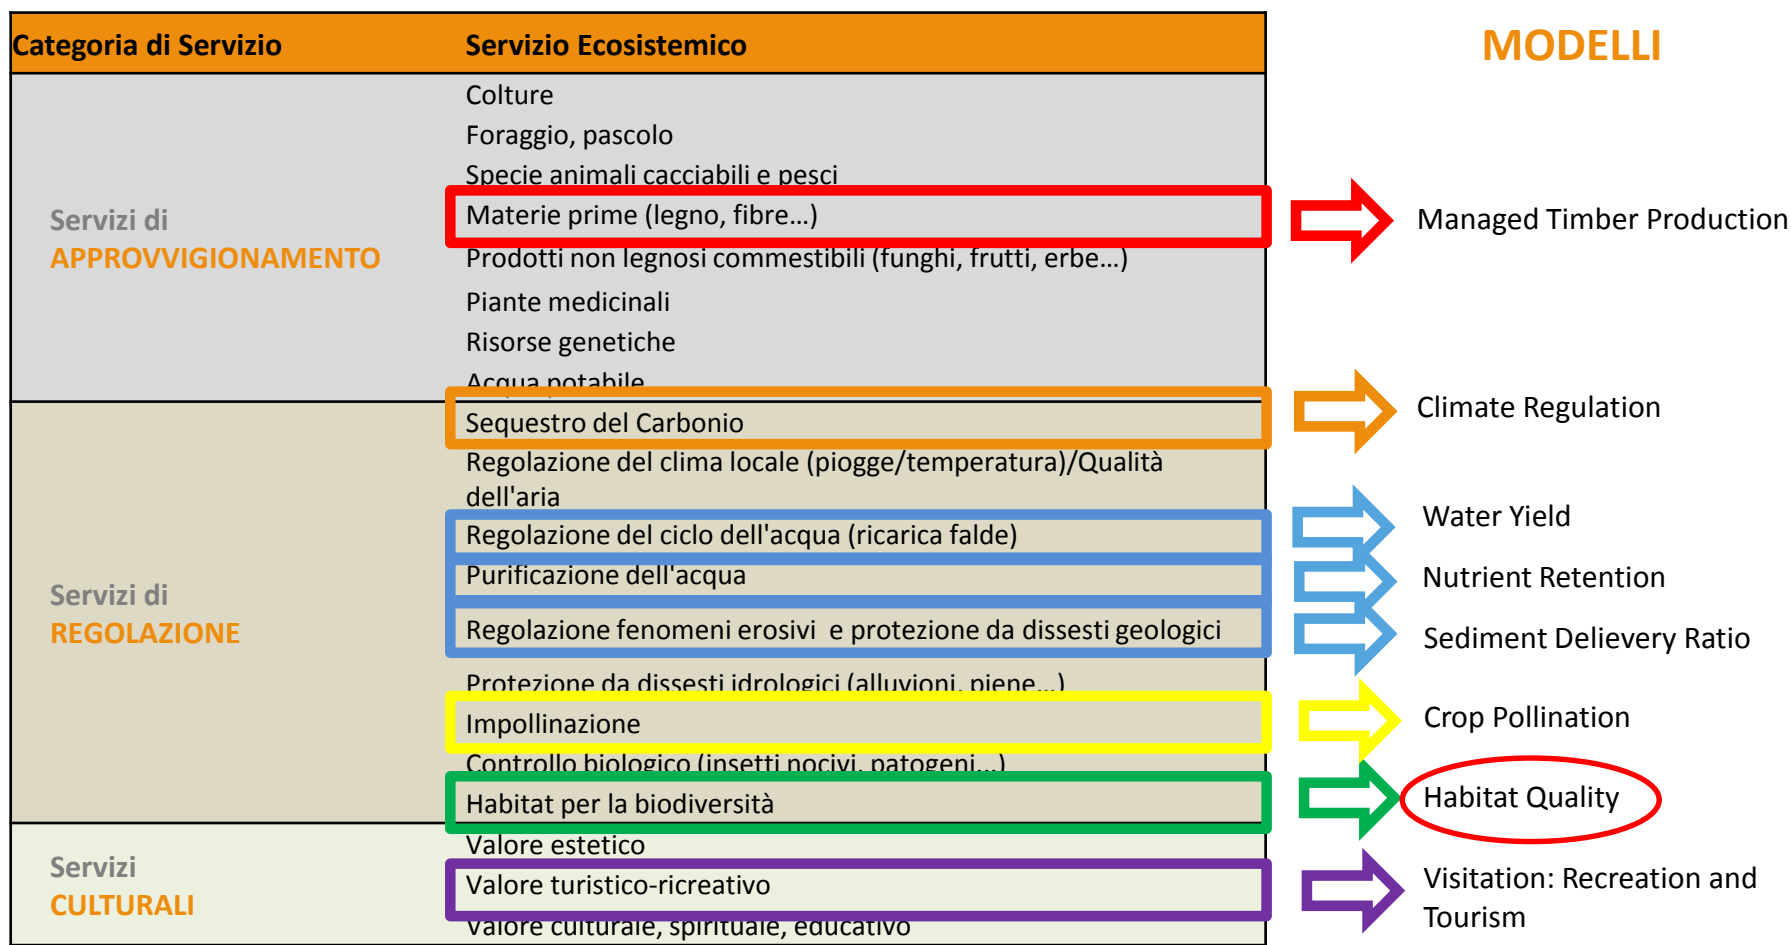 Categoria di Servizio
Servizio Ecosistemico
MODELLI
Servizi di
APPROVVIGIONAMENTO
Colture
Foraggio, pascolo
Specie animali cacciabili e pesci
Materie prime (legno, fibre...)
Managed Timber Production
Prodotti non legnosi commestibili (funghi, frutti, erbe...)
Piante medicinali
Risorse genetiche
Acqua potabile
Servizi di
REGOLAZIONE
Sequestro del Carbonio
Climate Regulation
Regolazione del clima locale (piogge/temperatura)/Qualità
dell'aria
Regolazione del ciclo dell'acqua (ricarica falde)
Water Yield
Purificazione dell'acqua
Nutrient Retention
Regolazione fenomeni erosivi e protezione da dissesti geologici
Sediment Delievery Ratio
Protezione da dissesti idrologici (alluvioni, piene...)
Impollinazione
Crop Pollination
Controllo biologico (insetti nocivi, patogeni...)
Habitat per la biodiversità
Habitat Quality
Servizi
CULTURALI
Valore estetico
Valore turistico-ricreativo
Visitation: Recreation and
Tourism
Valore culturale, spirituale, educativo